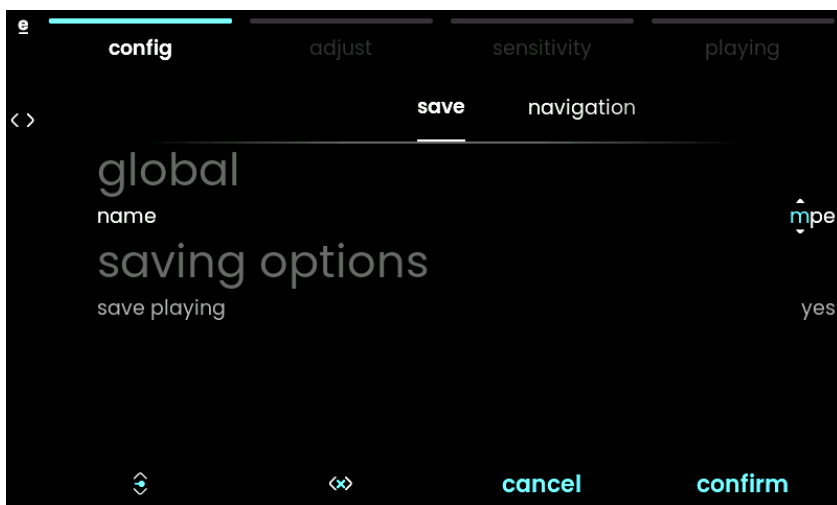 e
config adjust sensitivity playing
save navigation
global
name mpe
saving options
save playing yes
cancel confirm